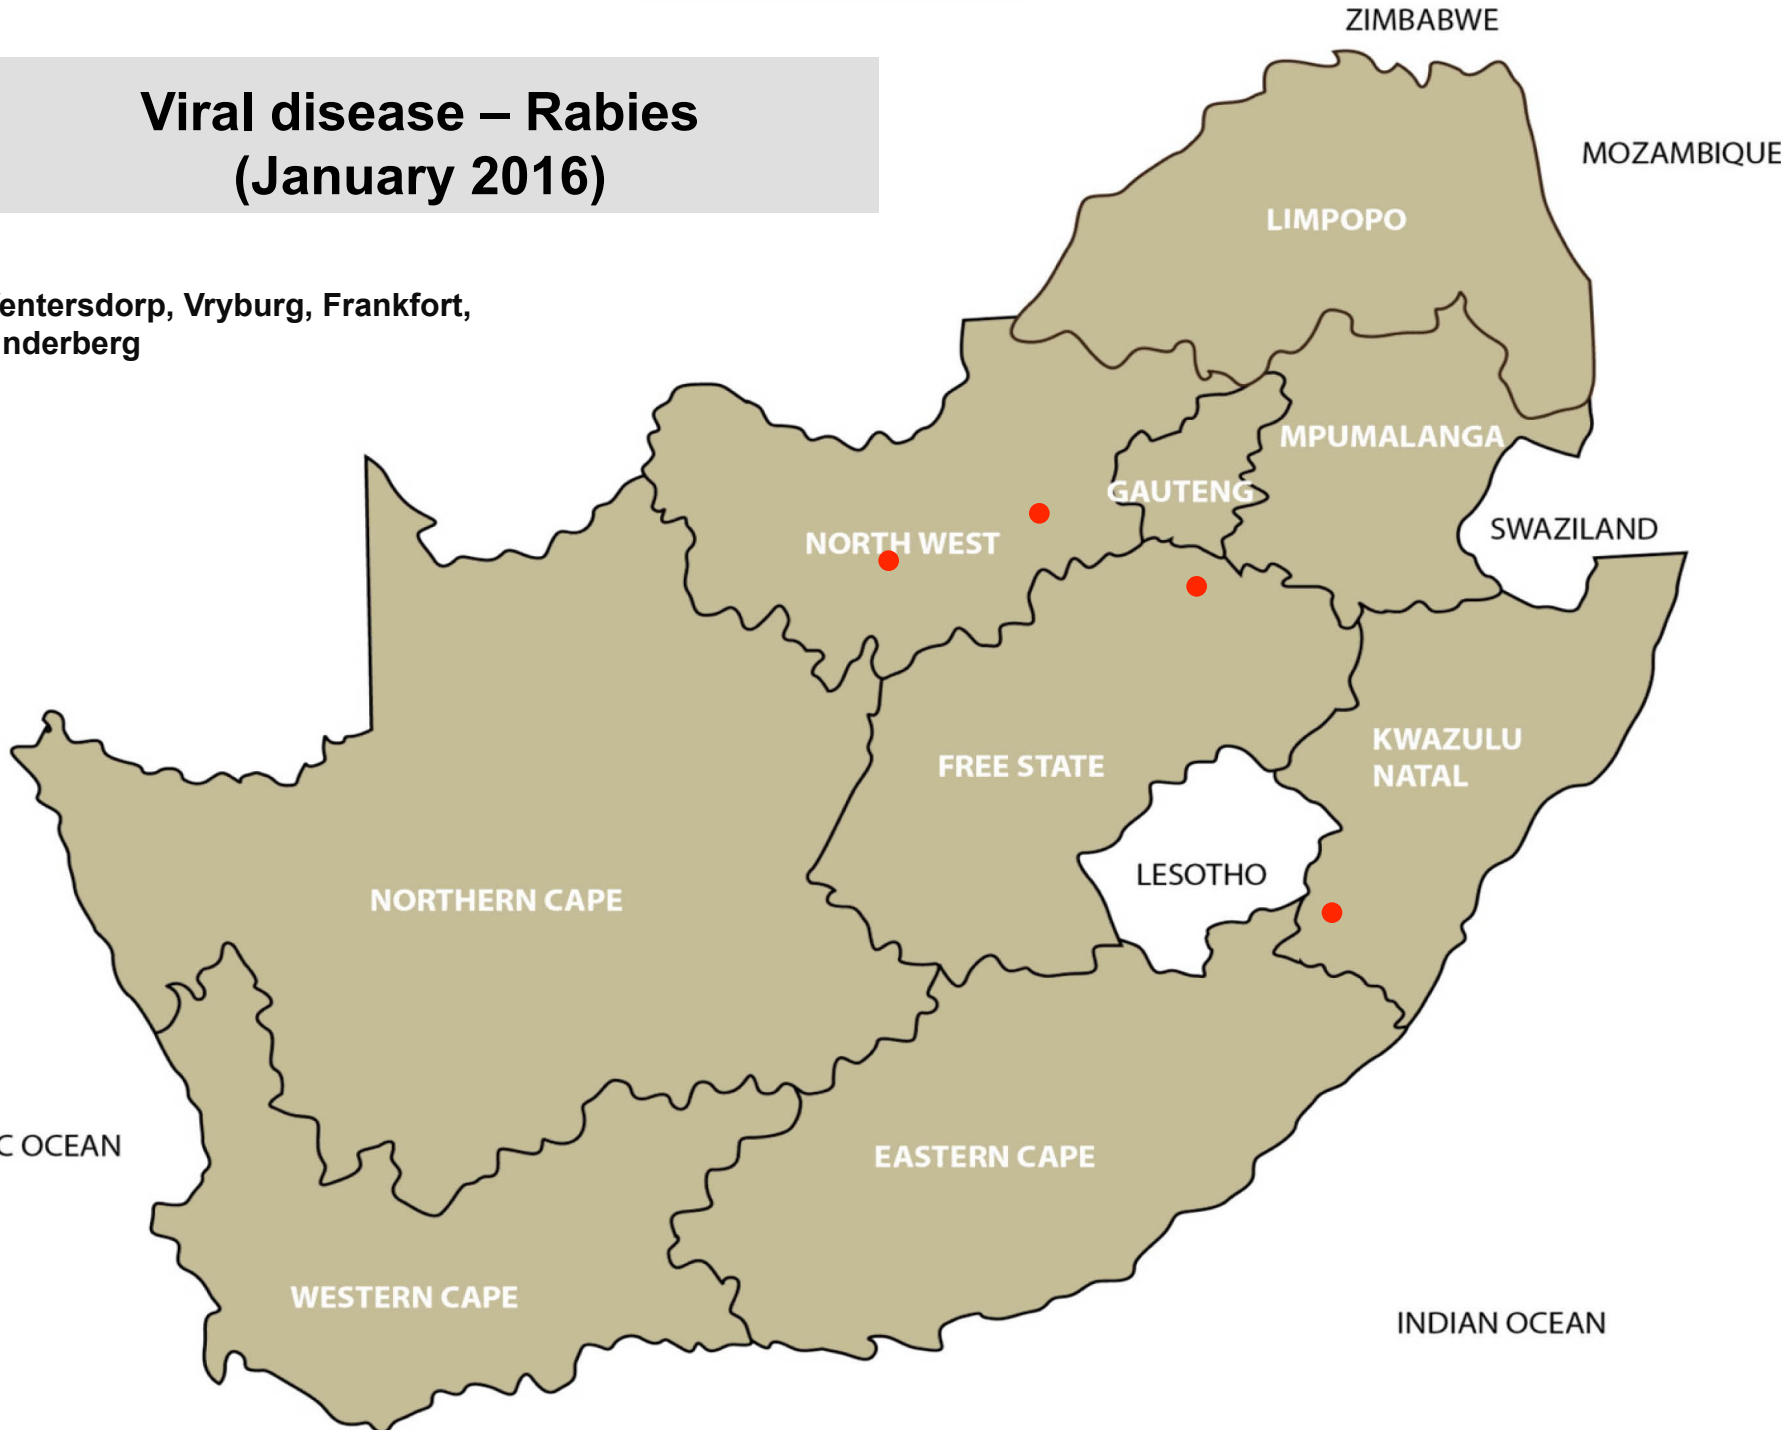 ZIMBABWE
Viral disease – Rabies
(January 2016)
MOZAMBIQUE
LIMPOPO
entersdorp, Vryburg, Frankfort,
nderberg
MPUMALANGA
GAUTENG
SWAZILAND
NORTH WEST
KWAZULU
NATAL
FREE STATE
LESOTHO
NORTHERN CAPE
C OCEAN
EASTERN CAPE
WESTERN CAPE
INDIAN OCEAN